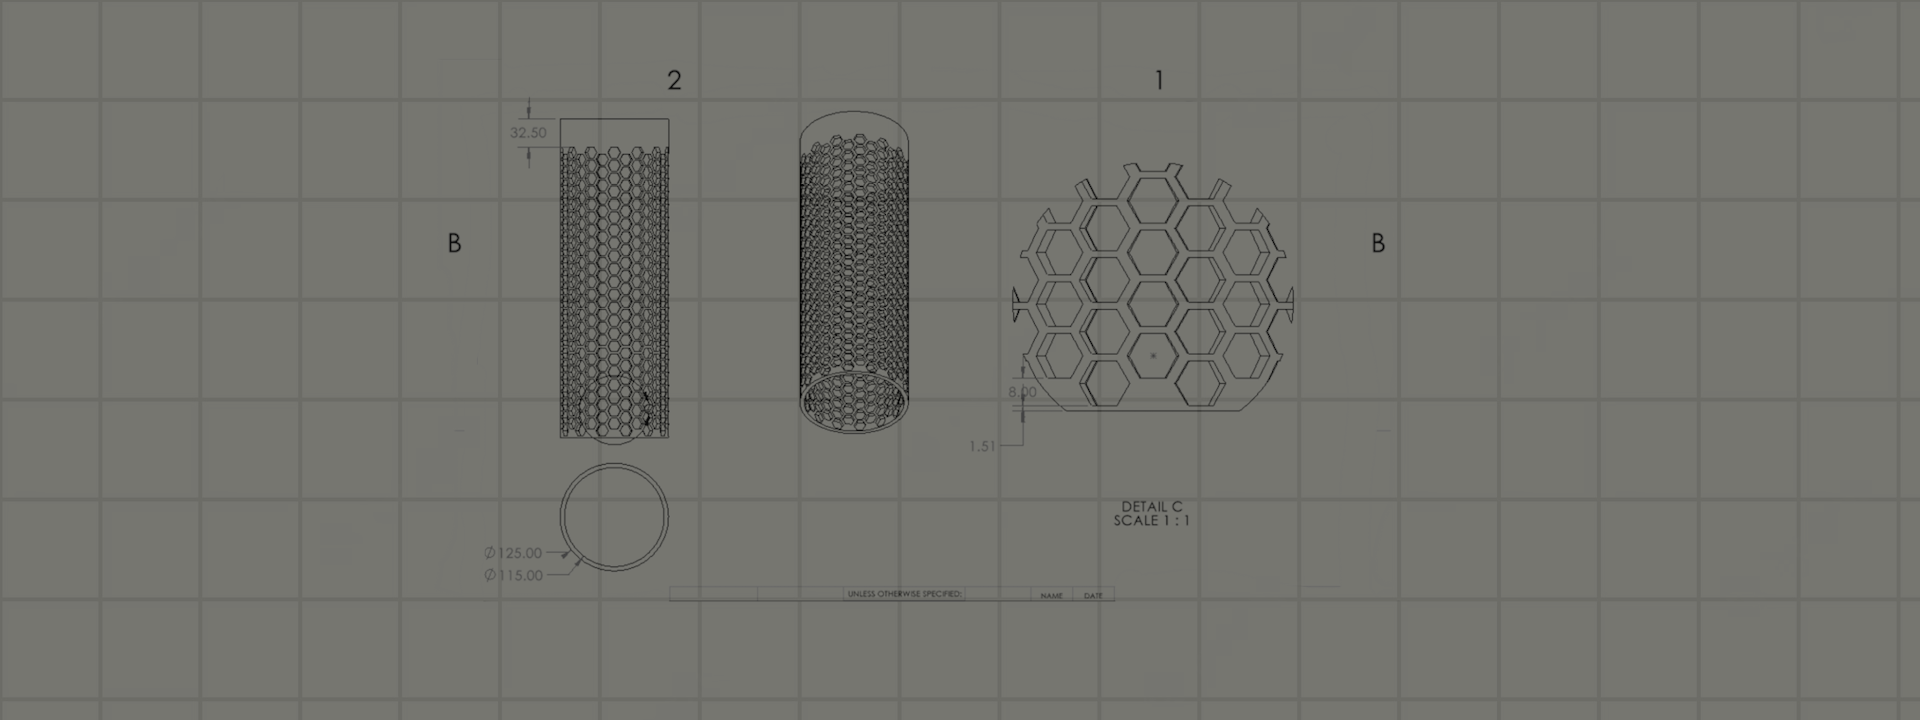 2
1
32.50
B
B
8.00
1.51
DETAIL C
SCALE 1 : 1
Ø125.00
Ø115.00
UNLESS OTHERWISE SPECIFIED:
NAME
DATE